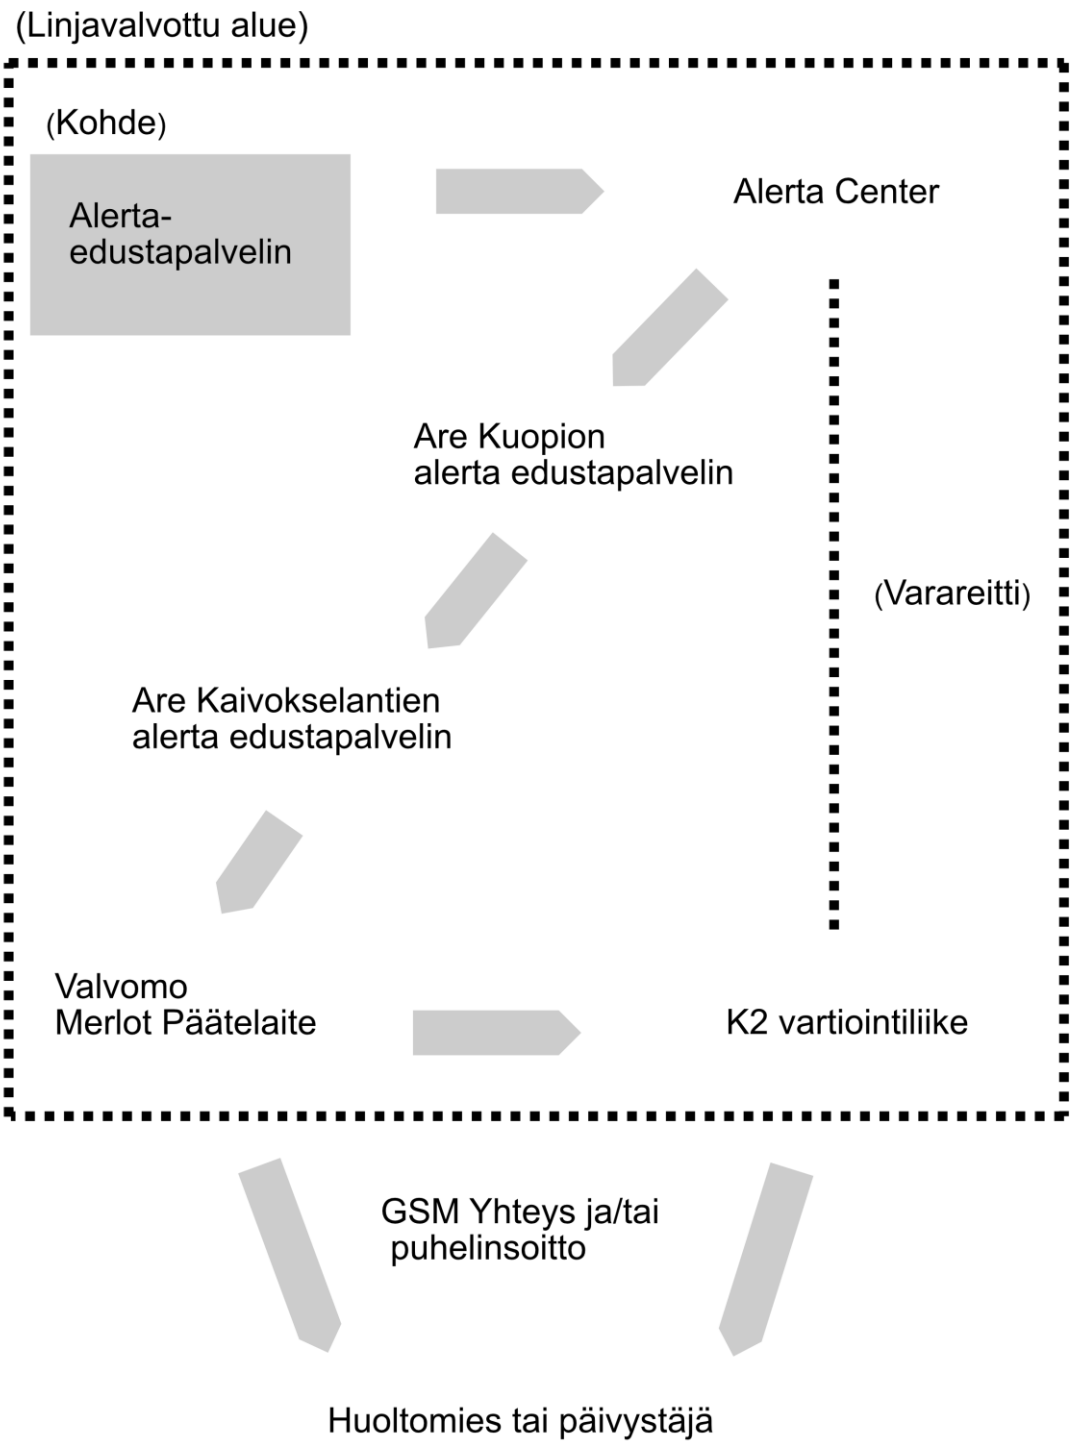 (Linjavalvottu alue)
(Kohde)
Alerta-
edustapalvelin
Alerta Center
Are Kuopion
alerta edustapalvelin
(Varareitti)
Are Kaivokselantien
alerta edustapalvelin
Valvomo
Merlot Päätelaite
K2 vartiointiliike
GSM Yhteys ja/tai
puhelinsoitto
Huoltomies tai päivystäjä